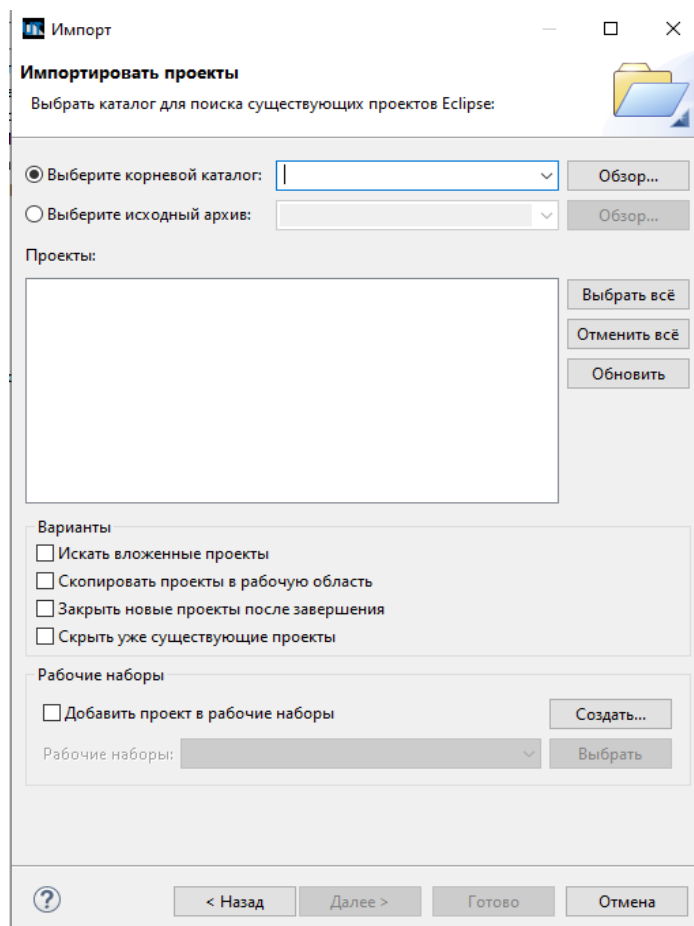 Импорт
Импортировать проекты
Выбрать каталог для поиска существующих проектов Eclipse:
Выберите корневой каталог: Обзор...
Выберите исходный архив: Обзор...
Проекты:
Выбрать всё
Отменить всё
Обновить
Варианты
Искать вложенные проекты
Скопировать проекты в рабочую область
Закрыть новые проекты после завершения
Скрыть уже существующие проекты
Рабочие наборы
Добавить проект в рабочие наборы Создать...
Рабочие наборы: Выбрать
? < Назад Далее > Готово Отмена